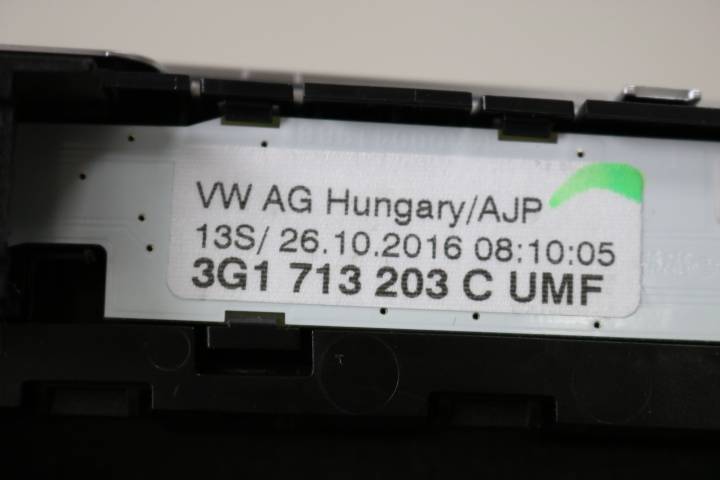 VW AG Hungary/AJP
13S/ 26.10.2016 08:10:05
3G1 713 203 C UMF